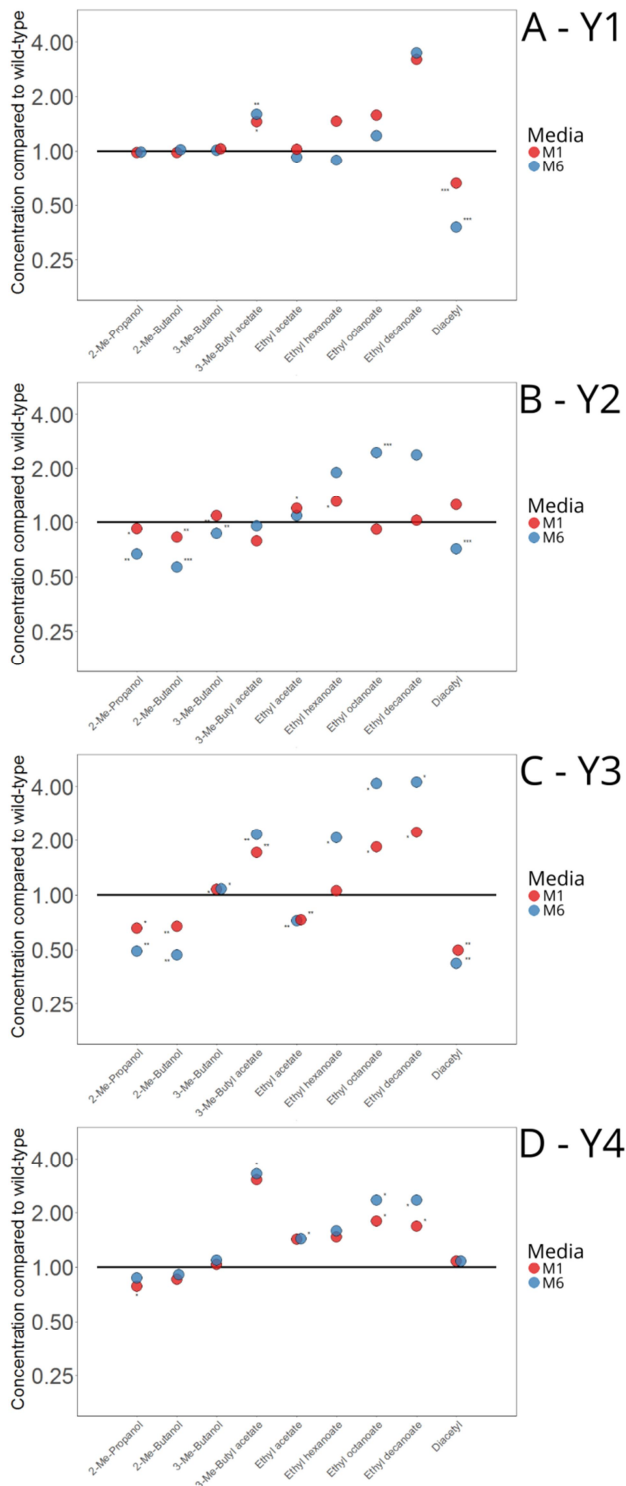 A - Y1
Concentration compared to wild-type
4.00
2.00
1.00
0.50
0.25
Media
M1
M6
2-Me-Propanol
2-Me-Butanol
3-Me-Butanol
3-Me-Butyl acetate
Ethyl acetate
Ethyl hexanoate
Ethyl octanoate
Ethyl decanoate
Diacetyl
** 
*
***
***
B - Y2
Concentration compared to wild-type
4.00
2.00
1.00
0.50
0.25
Media
M1
M6
2-Me-Propanol
2-Me-Butanol
3-Me-Butanol
3-Me-Butyl acetate
Ethyl acetate
Ethyl hexanoate
Ethyl octanoate
Ethyl decanoate
Diacetyl
*
**
**
***
**
**
*
*
***
***
C - Y3
Concentration compared to wild-type
4.00
2.00
1.00
0.50
0.25
Media
M1
M6
2-Me-Propanol
2-Me-Butanol
3-Me-Butanol
3-Me-Butyl acetate
Ethyl acetate
Ethyl hexanoate
Ethyl octanoate
Ethyl decanoate
Diacetyl
*
**
**
**
*
*
**
**
**
**
*
*
*
*
*
**
**
D - Y4
Concentration compared to wild-type
4.00
2.00
1.00
0.50
0.25
Media
M1
M6
2-Me-Propanol
2-Me-Butanol
3-Me-Butanol
3-Me-Butyl acetate
Ethyl acetate
Ethyl hexanoate
Ethyl octanoate
Ethyl decanoate
Diacetyl
*
*
*
*
*
*
*